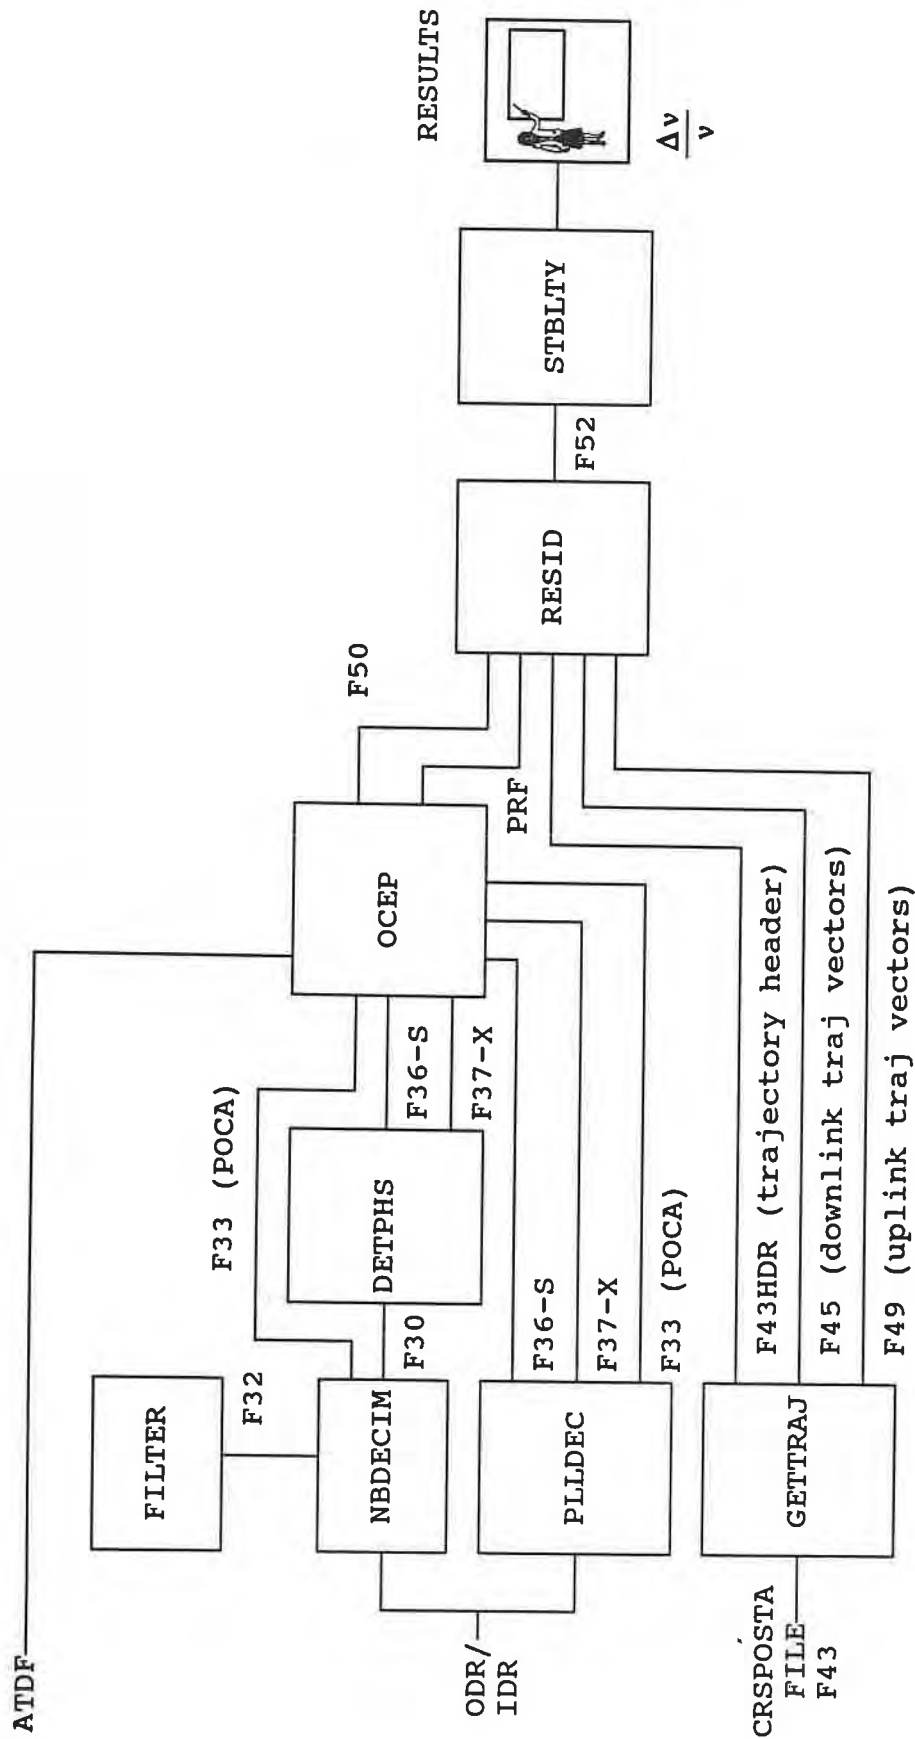 ATDF
FILTER
F32
F33 (POCA)
NBDECIM
F30
DETPHS
F36-S
F37-X
OCEP
F50
PRF
ODR/
IDR
PLLDEC
F36-S
F37-X
F33 (POCA)
CRSPÓSTA
FILE
F43
GETTRAJ
F43HDR (trajectory header)
F45 (downlink traj vectors)
F49 (uplink traj vectors)
RESID
F52
STBLTY
RESULTS
Δν
ν